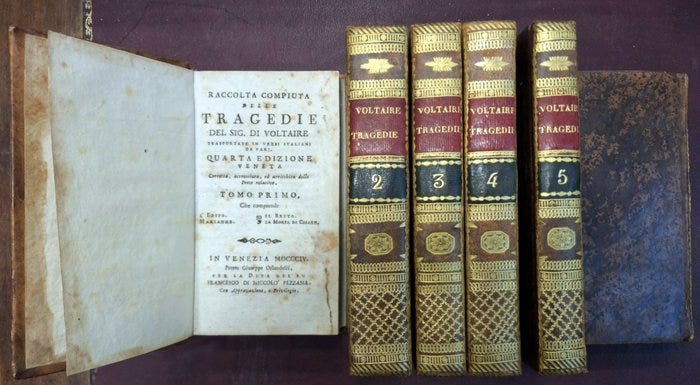 RACCOLTA COMPIUTA
DELLE
TRAGEDIE
DEL SIG. DI VOLTAIRE
TRASPORTATE IN VERSI ITALIANI
DA VARJ.
QUARTA EDIZIONE
VENETA
Corretta, accresciuta, ed arricchita delle
Prose relative.
TOMO PRIMO,
Che comprende
L'EDIPO. IL BRUTO.
MARIANNE. LA MORTE DI CESARE.
IN VENEZIA MDCCCIV.
Presso Giuseppe Orlandelli,
PER LA DITA DEL FU
FRANCESCO DI NICCOLO' PEZZANA.
Con Approvazione, e Privilegio.
VOLTAIRE
TRAGEDIE
2
VOLTAIRE
TRAGEDIE
3
VOLTAIRE
TRAGEDIE
4
VOLTAIRE
TRAGEDIE
5